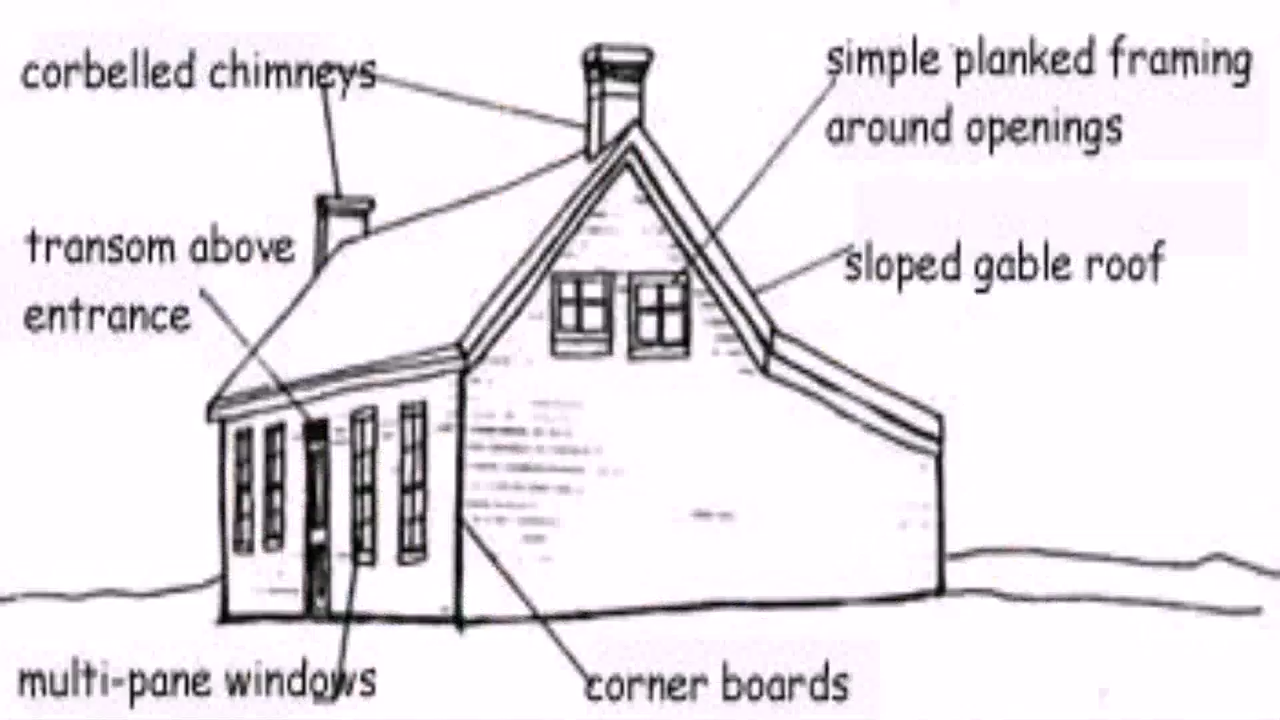 corbelled chimneys
simple planked framing
around openings
transom above
entrance
sloped gable roof
multi-pane windows
corner boards